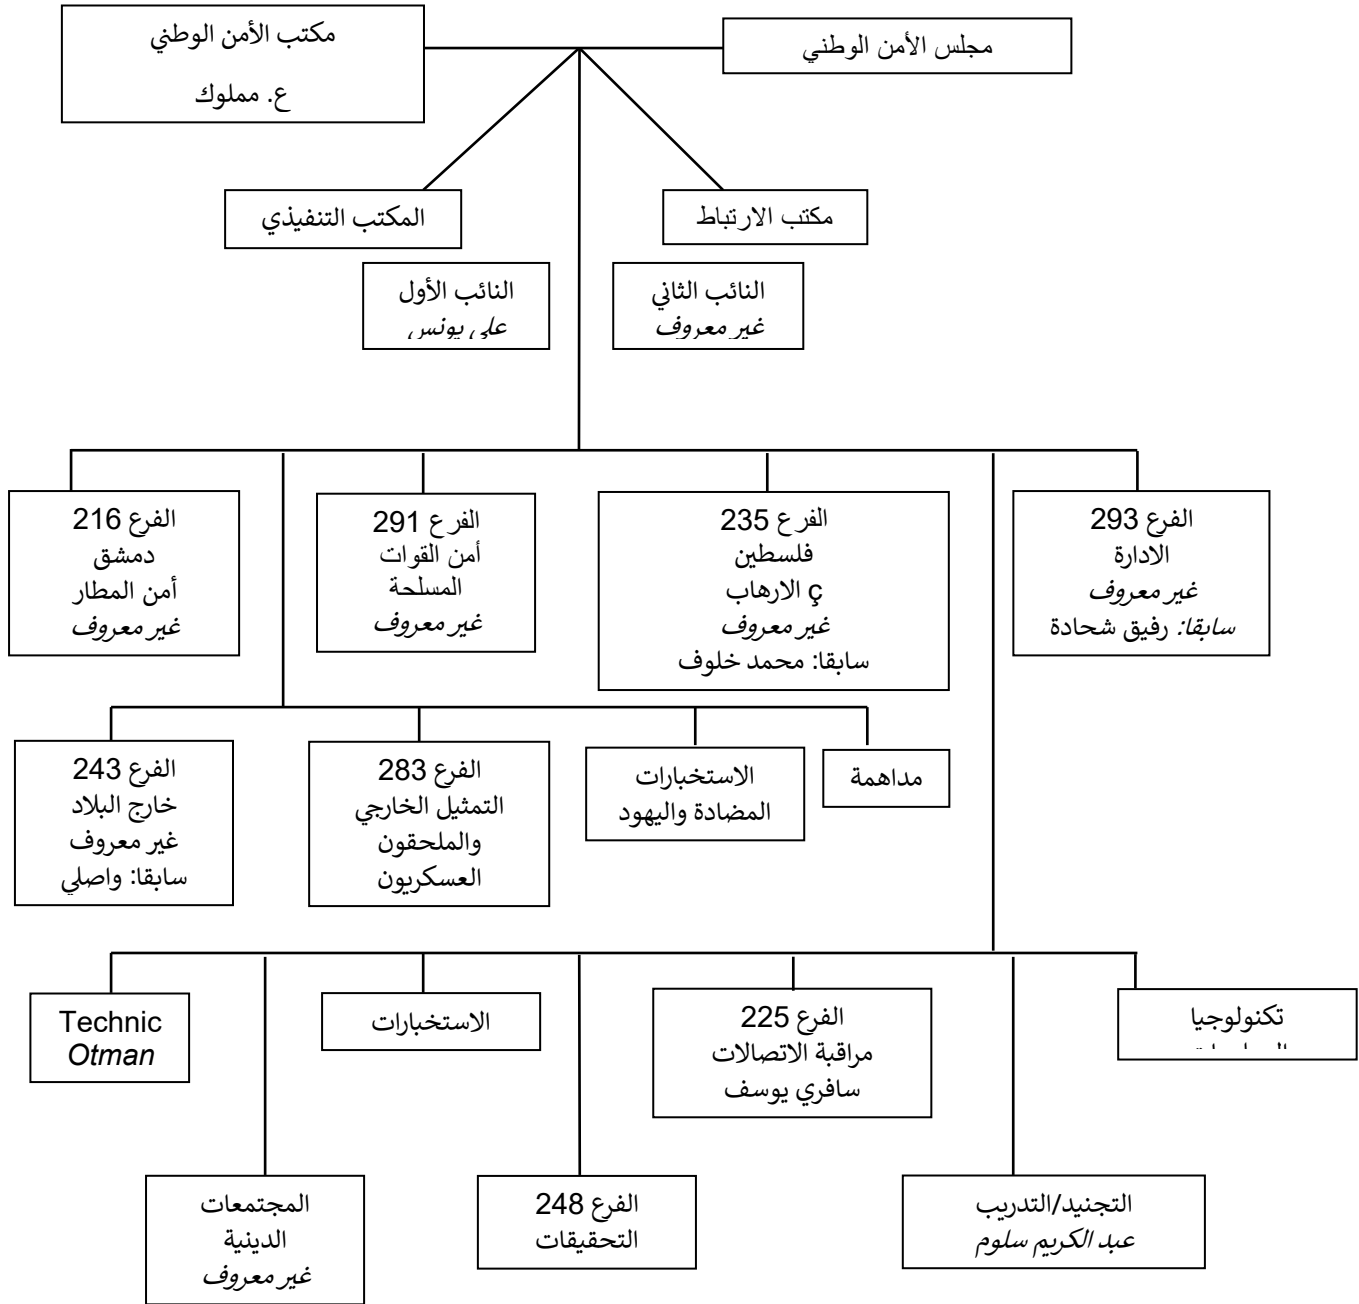 مكتب الأمن الوطني
ع. مملوك
مجلس الأمن الوطني
المكتب التنفيذي
مكتب الارتباط
النائب الأول
علي يونس
النائب الثاني
غير معروف
الفرع 216
دمشق
أمن المطار
غير معروف
الفرع 291
أمن القوات
المسلحة
غير معروف
الفرع 235
فلسطين
ç الارهاب
غير معروف
سابقا: محمد خلوف
الفرع 293
الادارة
غير معروف
سابقا: رفيق شحادة
الفرع 243
خارج البلاد
غير معروف
سابقا: واصلي
الفرع 283
التمثيل الخارجي
والملحقون
العسكريون
الاستخبارات
المضادة واليهود
مداهمة
Technic
Otman
الاستخبارات
الفرع 225
مراقبة الاتصالات
سافري يوسف
تكنولوجيا
المجتمعات
الدينية
غير معروف
الفرع 248
التحقيقات
التجنيد/التدريب
عبد الكريم سلوم